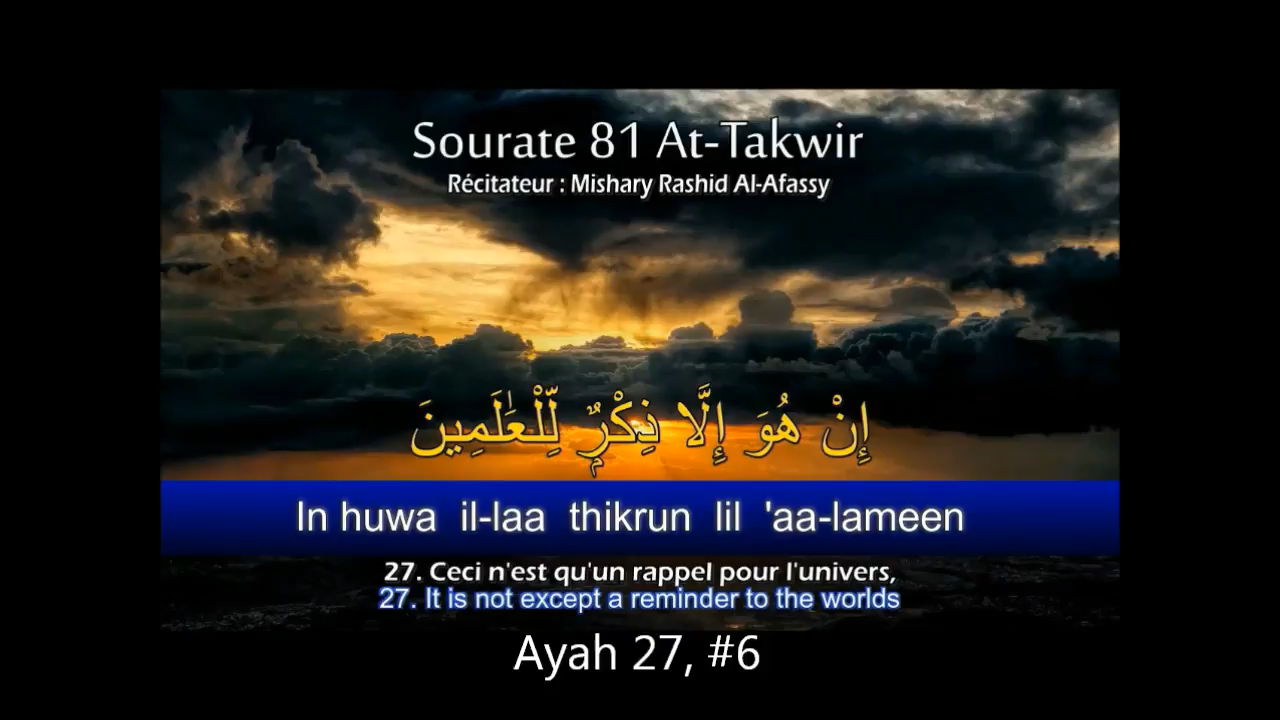 Sourate 81 At-Takwir
Récitateur : Mishary Rashid Al-Afassy
إِنْ هُوَ إِلَّا ذِكْرٌ لِّلْعَٰلَمِينَ
In huwa il-laa thikrun lil 'aa-lameen
27. Ceci n'est qu'un rappel pour l'univers,
27. It is not except a reminder to the worlds
Ayah 27, #6